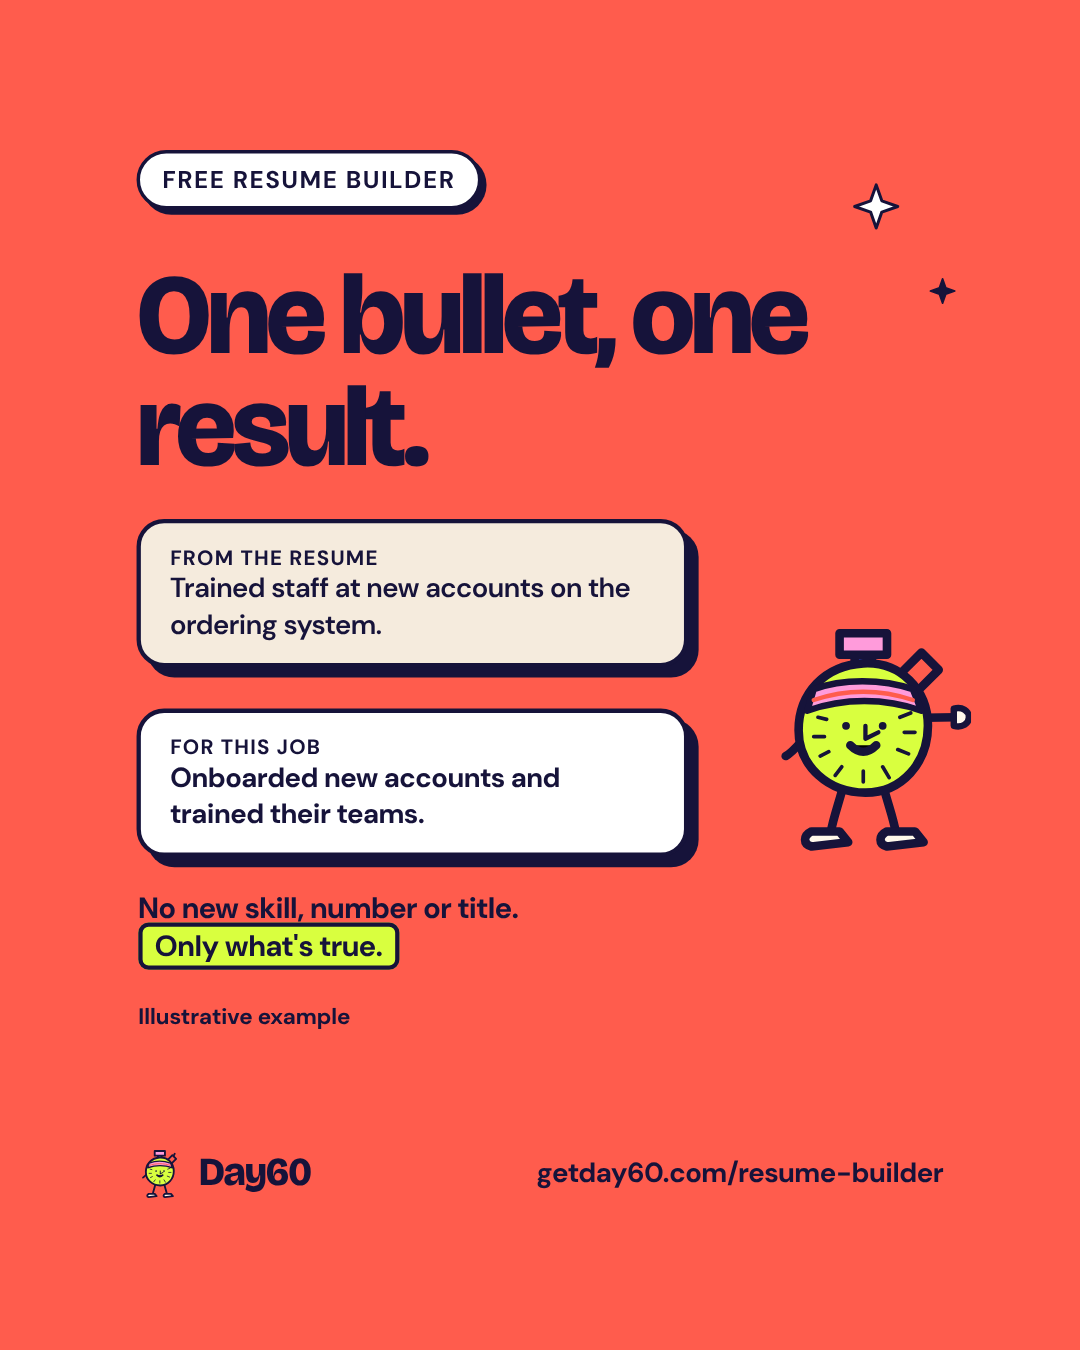 FREE RESUME BUILDER
One bullet, one
result.
FROM THE RESUME
Trained staff at new accounts on the
ordering system.
FOR THIS JOB
Onboarded new accounts and
trained their teams.
No new skill, number or title.
Only what's true.
Illustrative example
Day60
getday60.com/resume-builder